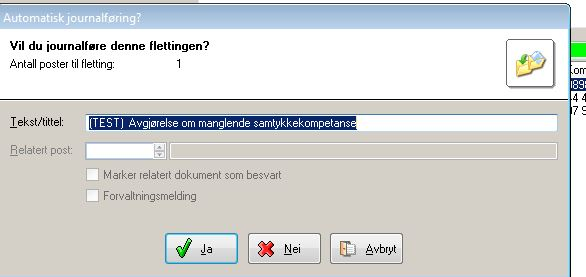 Automatisk journalføring?
Vil du journalføre denne flettingen?
Antall poster til fletting: 1
Tekst/tittel: (TEST) Avgjørelse om manglende samtykkekompetanse
Relatert post:
Marker relatert dokument som besvart
Forvaltningsmelding
Ja Nei Avbryt